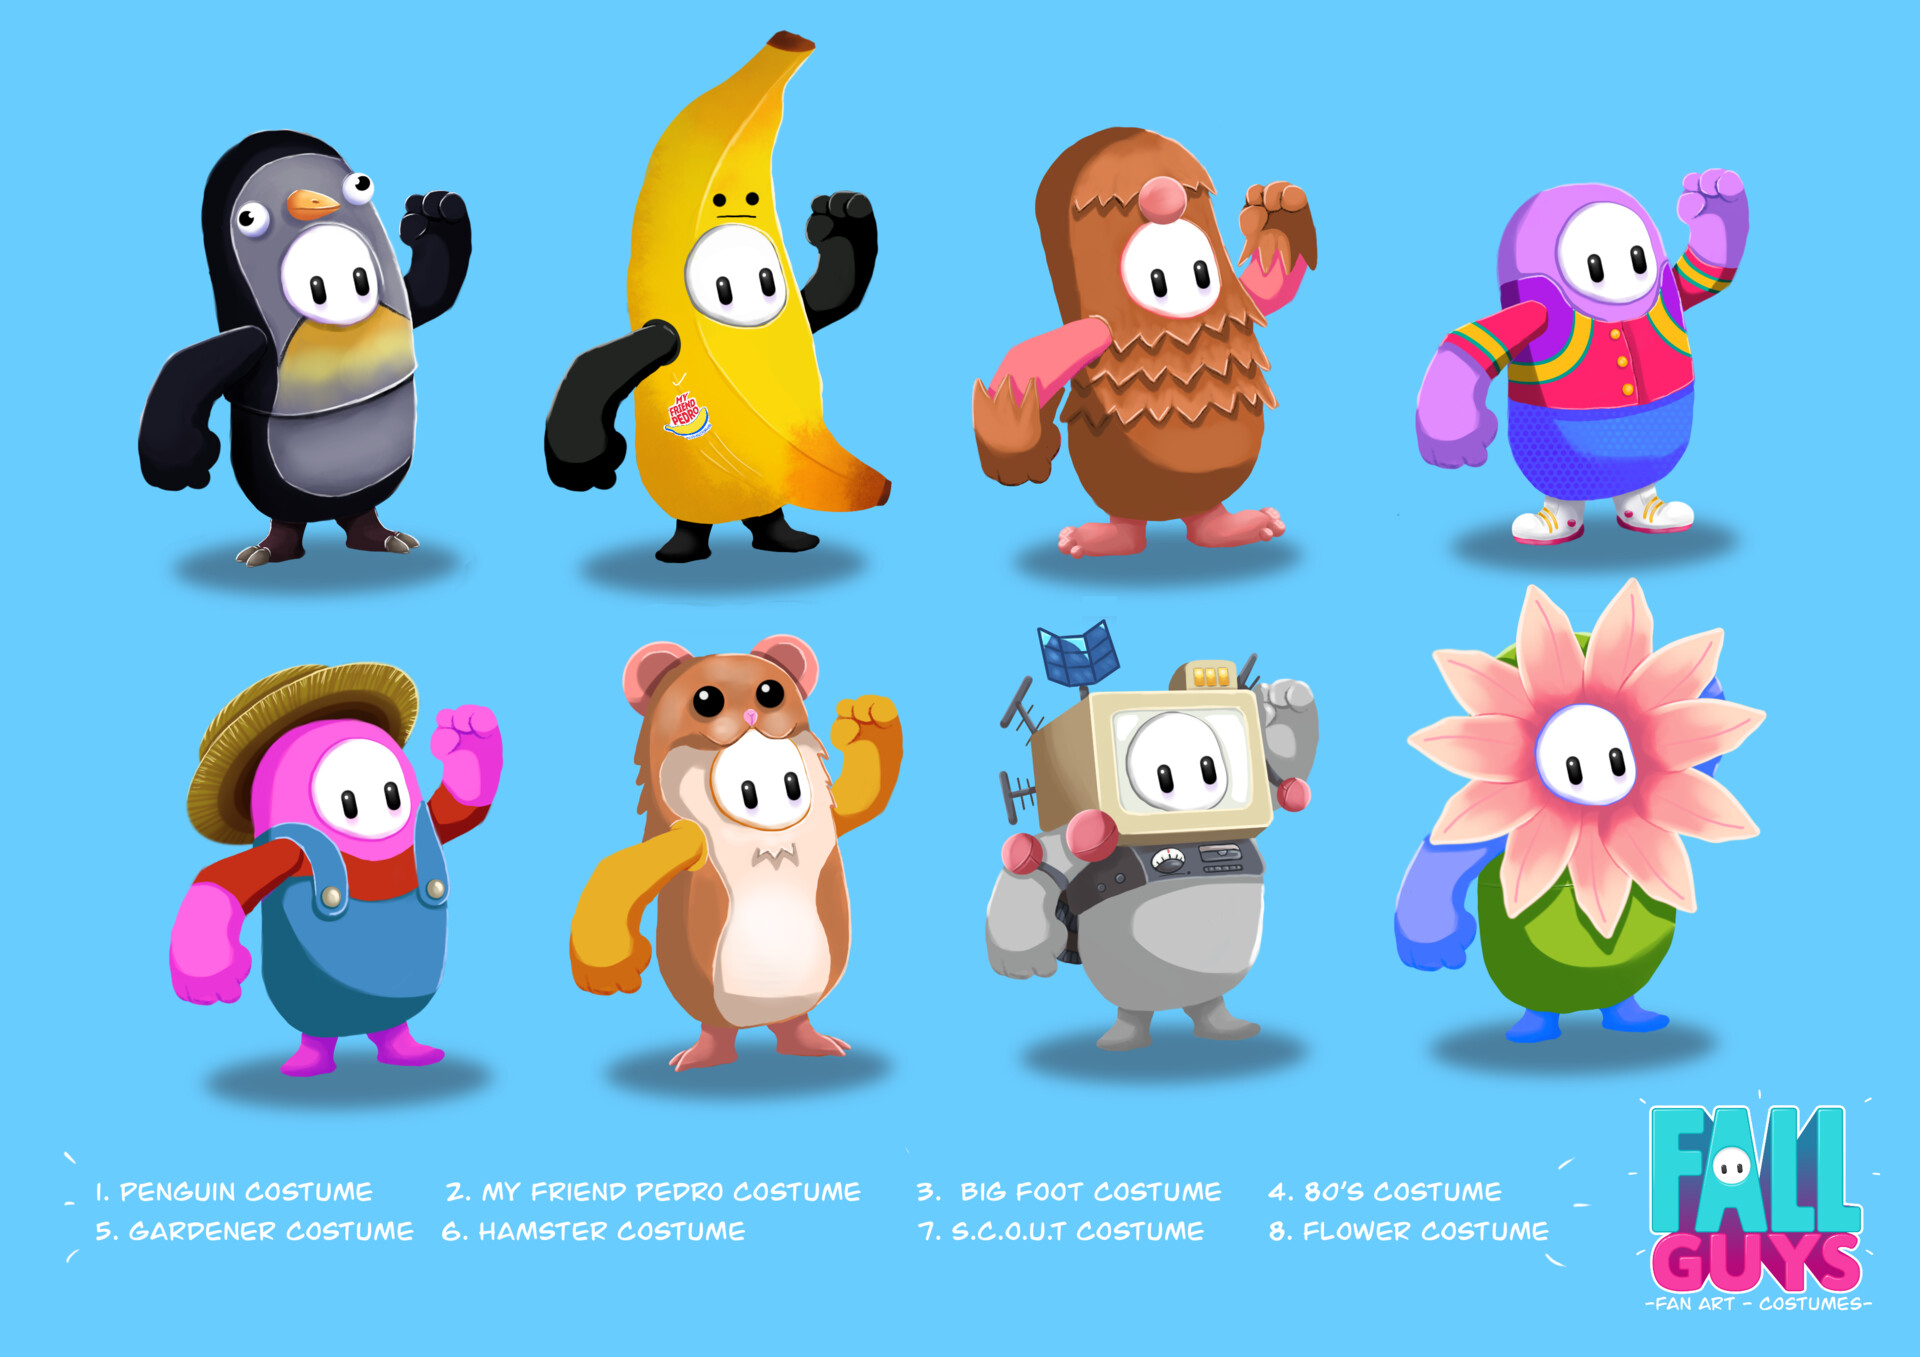 MY
FRIEND
PEDRO
1. PENGUIN COSTUME 2. MY FRIEND PEDRO COSTUME 3. BIG FOOT COSTUME 4. 80'S COSTUME
5. GARDENER COSTUME 6. HAMSTER COSTUME 7. S.C.O.U.T COSTUME 8. FLOWER COSTUME
FALL
GUYS
-FAN ART - COSTUMES-